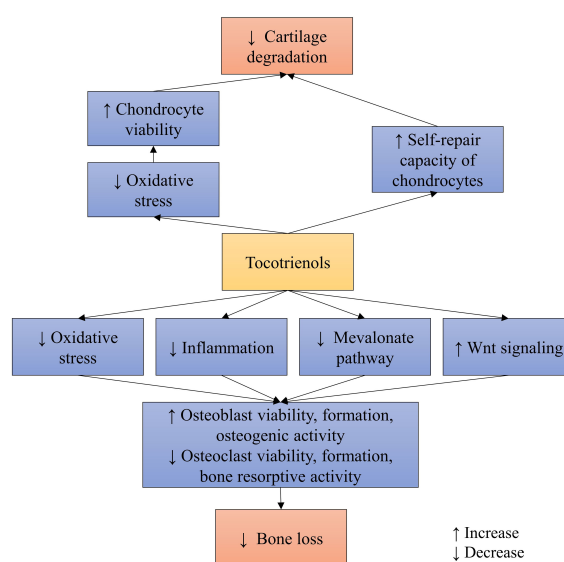 ↓ Cartilage
degradation
↑ Chondrocyte
viability
↑ Self-repair
capacity of
chondrocytes
↓ Oxidative
stress
Tocotrienols
↓ Oxidative
stress
↓ Inflammation
↓ Mevalonate
pathway
↑ Wnt signaling
↑ Osteoblast viability, formation,
osteogenic activity
↓ Osteoclast viability, formation,
bone resorptive activity
↓ Bone loss
↑ Increase
↓ Decrease